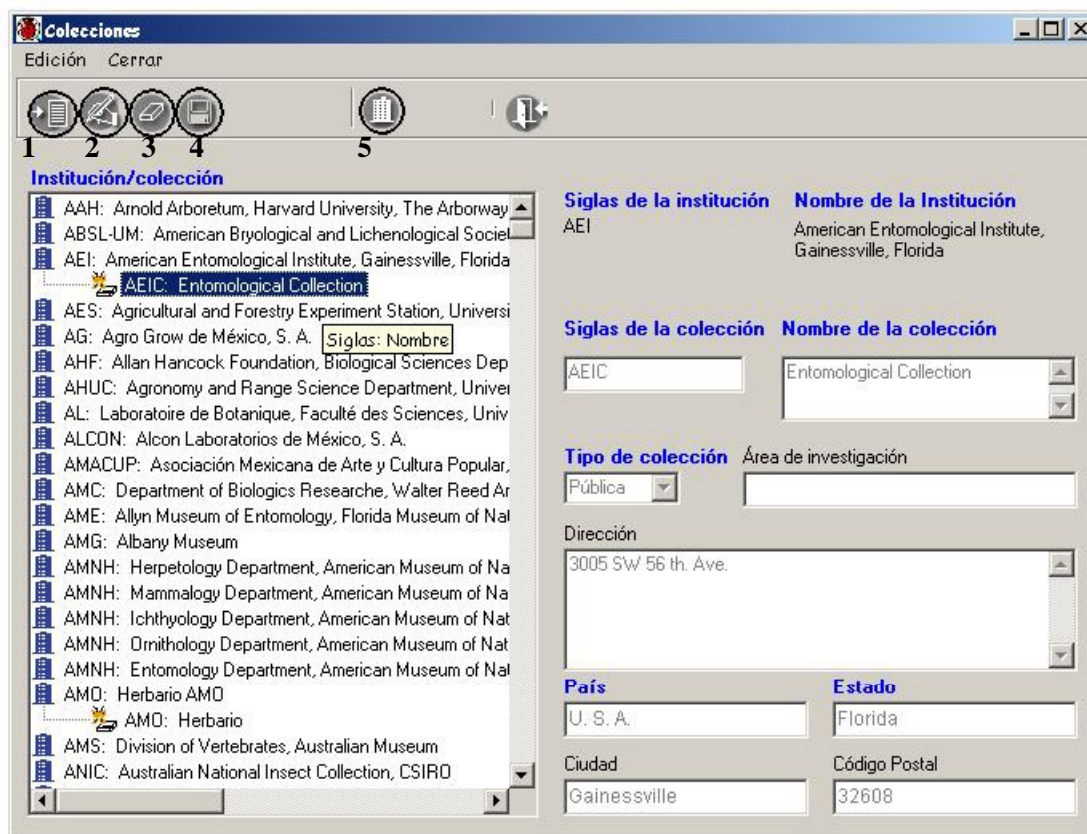 Colecciones
Edición Cerrar
1 2 3 4 5
Institución/colección
AAH: Arnold Arboretum, Harvard University, The Arborway
ABSL-UM: American Bryological and Lichenological Societ
AEI: American Entomological Institute, Gainessville, Florida
AEIC: Entomological Collection
AES: Agricultural and Forestry Experiment Station, Universi
AG: Agro Grow de México, S. A.
Siglas: Nombre
AHF: Allan Hancock Foundation, Biological Sciences Dep
AHUC: Agronomy and Range Science Department, Univer
AL: Laboratoire de Botanique, Faculté des Sciences, Univ
ALCON: Alcon Laboratorios de México, S. A.
AMACUP: Asociación Mexicana de Arte y Cultura Popular,
AMC: Department of Biologics Researche, Walter Reed Ar
AME: Allyn Museum of Entomology, Florida Museum of Nat
AMG: Albany Museum
AMNH: Herpetology Department, American Museum of Na
AMNH: Mammalogy Department, American Museum of Na
AMNH: Ichthyology Department, American Museum of Nat
AMNH: Ornithology Department, American Museum of Nat
AMNH: Entomology Department, American Museum of Nat
AMO: Herbario AMO
AMO: Herbario
AMS: Division of Vertebrates, Australian Museum
ANIC: Australian National Insect Collection, CSIRO
Siglas de la institución Nombre de la Institución
AEI American Entomological Institute,
Gainessville, Florida
Siglas de la colección Nombre de la colección
AEIC Entomological Collection
Tipo de colección Área de investigación
Pública
Dirección
3005 SW 56 th. Ave.
País Estado
U. S. A. Florida
Ciudad Código Postal
Gainessville 32608